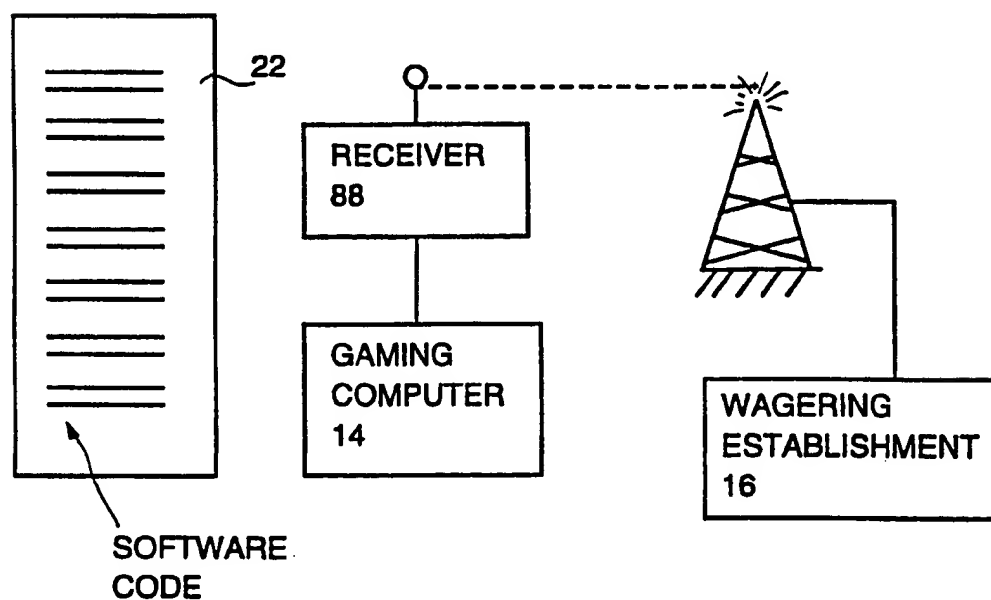 22
RECEIVER
88
GAMING
COMPUTER
14
WAGERING
ESTABLISHMENT
16
SOFTWARE
CODE